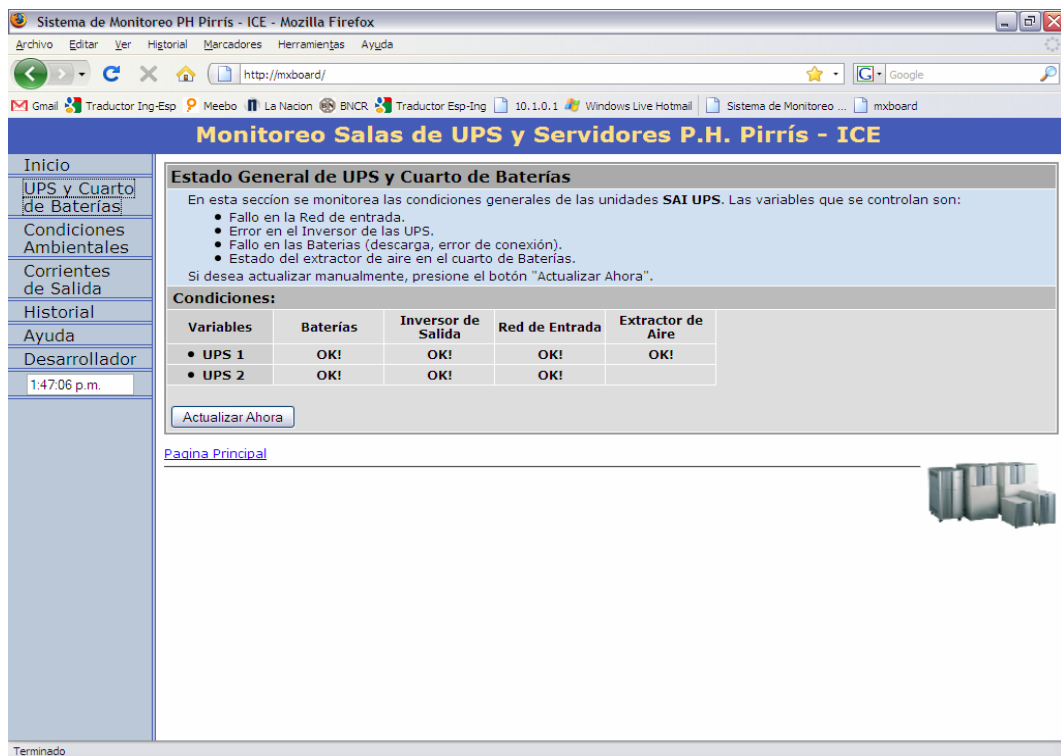 Sistema de Monitoreo PH Pirrís - ICE - Mozilla Firefox
Archivo Editar Ver Historial Marcadores Herramientas Ayuda
http://mxboard/
G Google
Gmail Traductor Ing-Esp Meebo La Nacion BNCR Traductor Esp-Ing 10.1.0.1 Windows Live Hotmail Sistema de Monitoreo ... mxboard
Monitoreo Salas de UPS y Servidores P.H. Pirrís - ICE
Inicio
UPS y Cuarto
de Baterías
Condiciones
Ambientales
Corrientes
de Salida
Historial
Ayuda
Desarrollador
1:47:06 p.m.
Estado General de UPS y Cuarto de Baterías
En esta seccíon se monitorea las condiciones generales de las unidades SAI UPS. Las variables que se controlan son:
• Fallo en la Red de entrada.
• Error en el Inversor de las UPS.
• Fallo en las Baterias (descarga, error de conexión).
• Estado del extractor de aire en el cuarto de Baterías.
Si desea actualizar manualmente, presione el botón "Actualizar Ahora".
Condiciones:
Variables Baterías Inversor de Salida Red de Entrada Extractor de Aire
• UPS 1 OK! OK! OK! OK!
• UPS 2 OK! OK! OK!
Actualizar Ahora
Pagina Principal
Terminado